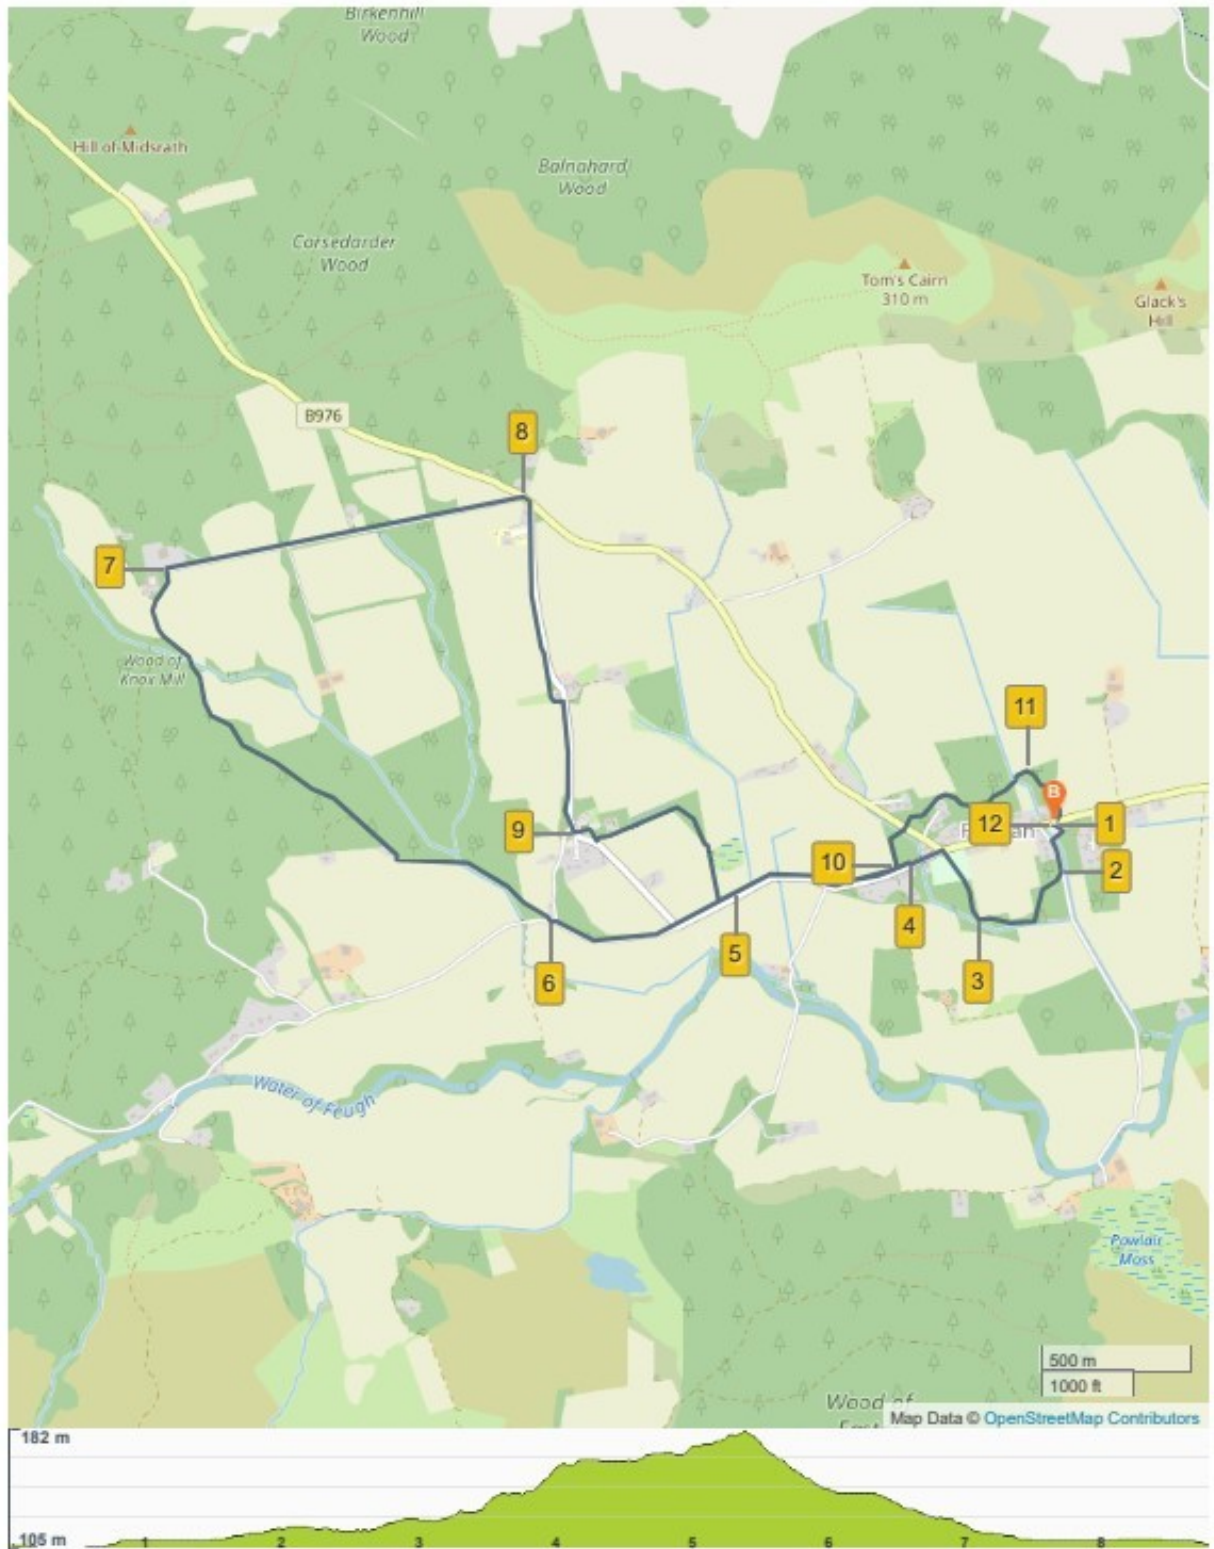 Birkenhill
Wood
Hill of Midsrath
Balnahard
Wood
Corsedarder
Wood
Tom's Cairn
310 m
Glack's
Hill
B976
8
7
Wood of
Knox Mill
11
B
9
12
1
10
2
4
5
3
6
Water of Feugh
Powlair
Moss
500 m
1000 ft
Wood of
Map Data © OpenStreetMap Contributors
182 m
105 m
1
2
3
4
5
6
7
8